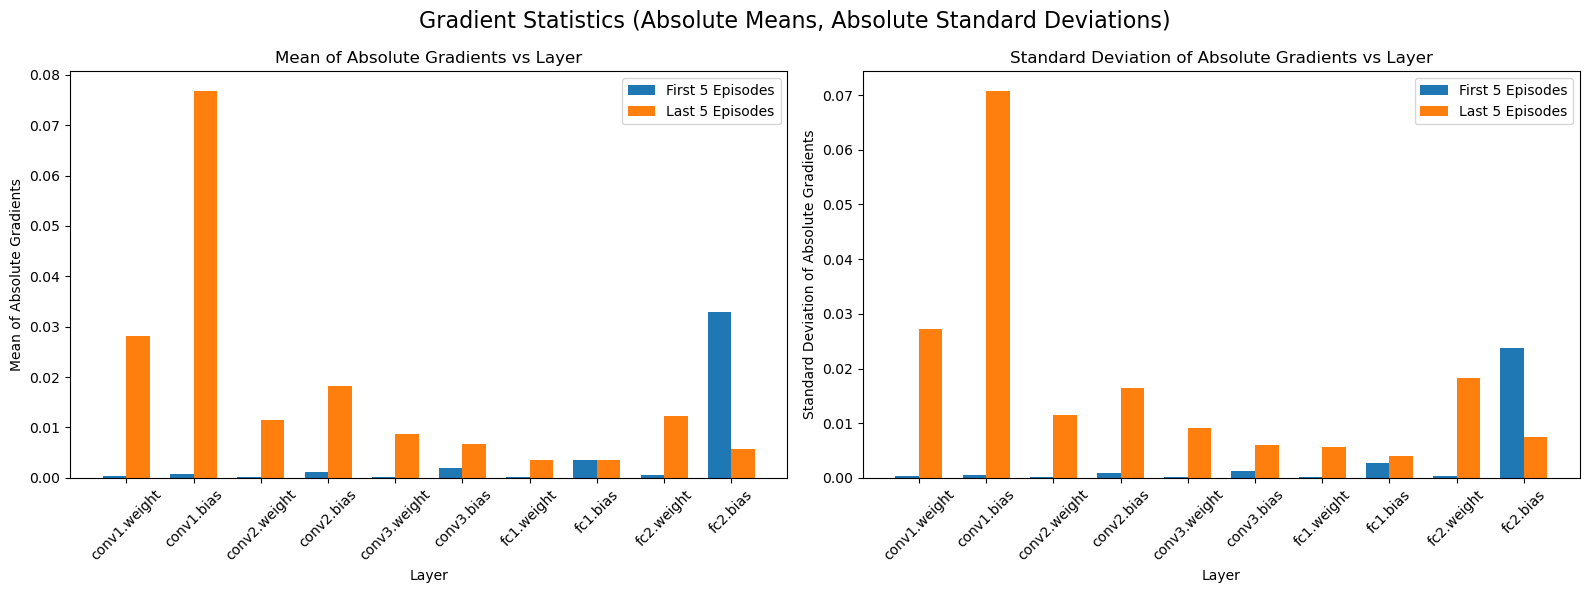 Gradient Statistics (Absolute Means, Absolute Standard Deviations)
Mean of Absolute Gradients vs Layer
Mean of Absolute Gradients
0.08
0.07
0.06
0.05
0.04
0.03
0.02
0.01
0.00
First 5 Episodes
Last 5 Episodes
conv1.weight
conv1.bias
conv2.weight
conv2.bias
conv3.weight
conv3.bias
fc1.weight
fc1.bias
fc2.weight
fc2.bias
Layer
Standard Deviation of Absolute Gradients vs Layer
Standard Deviation of Absolute Gradients
0.07
0.06
0.05
0.04
0.03
0.02
0.01
0.00
First 5 Episodes
Last 5 Episodes
conv1.weight
conv1.bias
conv2.weight
conv2.bias
conv3.weight
conv3.bias
fc1.weight
fc1.bias
fc2.weight
fc2.bias
Layer